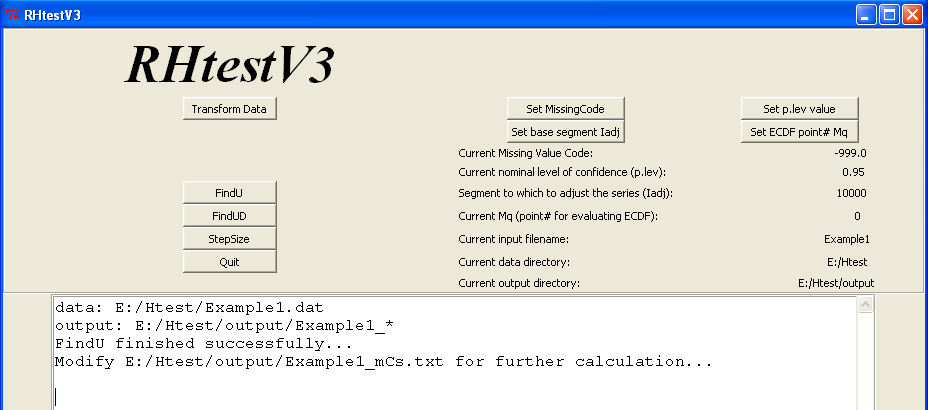 RHtestV3
RHtestV3
Transform Data
Set MissingCode
Set p.lev value
Set base segment Iadj
Set ECDF point# Mq
Current Missing Value Code: -999.0
Current nominal level of confidence (p.lev): 0.95
FindU
Segment to which to adjust the series (Iadj): 10000
FindUD
Current Mq (point# for evaluating ECDF): 0
StepSize
Current input filename: Example1
Quit
Current data directory: E:/Htest
Current output directory: E:/Htest/output
data: E:/Htest/Example1.dat
output: E:/Htest/output/Example1_*
FindU finished successfully...
Modify E:/Htest/output/Example1_mCs.txt for further calculation...